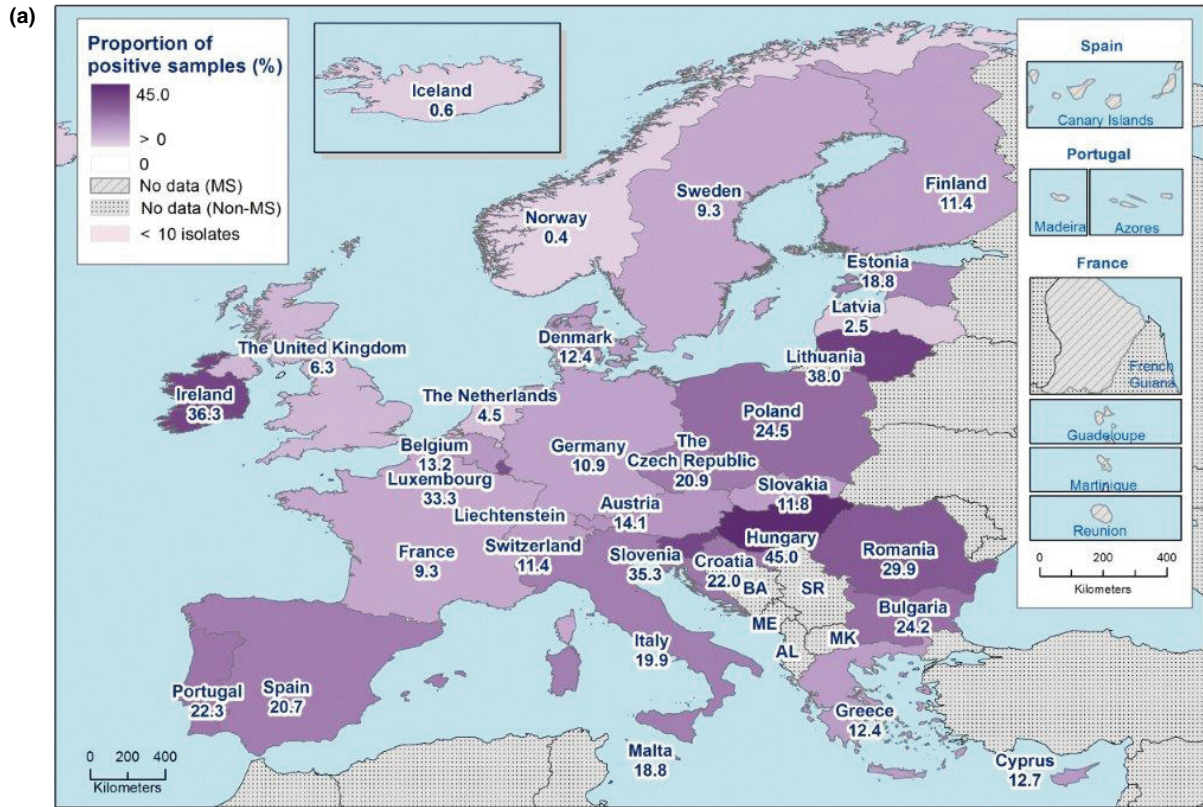 (a)
Proportion of
positive samples (%)
45.0
> 0
0
No data (MS)
No data (Non-MS)
< 10 isolates
Iceland
0.6
Norway
0.4
Sweden
9.3
Finland
11.4
Estonia
18.8
Latvia
2.5
Lithuania
38.0
Denmark
12.4
The United Kingdom
6.3
Ireland
36.3
The Netherlands
4.5
Poland
24.5
Belgium
13.2
Germany
10.9
The
Czech Republic
20.9
Luxembourg
33.3
Slovakia
11.8
Liechtenstein
Austria
14.1
France
9.3
Switzerland
11.4
Slovenia
35.3
Hungary
45.0
Croatia
22.0
Romania
29.9
BA
SR
Bulgaria
24.2
ME
MK
AL
Italy
19.9
Portugal
22.3
Spain
20.7
Greece
12.4
Malta
18.8
Cyprus
12.7
0 200 400
Kilometers
Spain
Canary Islands
Portugal
Madeira
Azores
France
French
Guiana
Guadeloupe
Martinique
Reunion
0 200 400
Kilometers